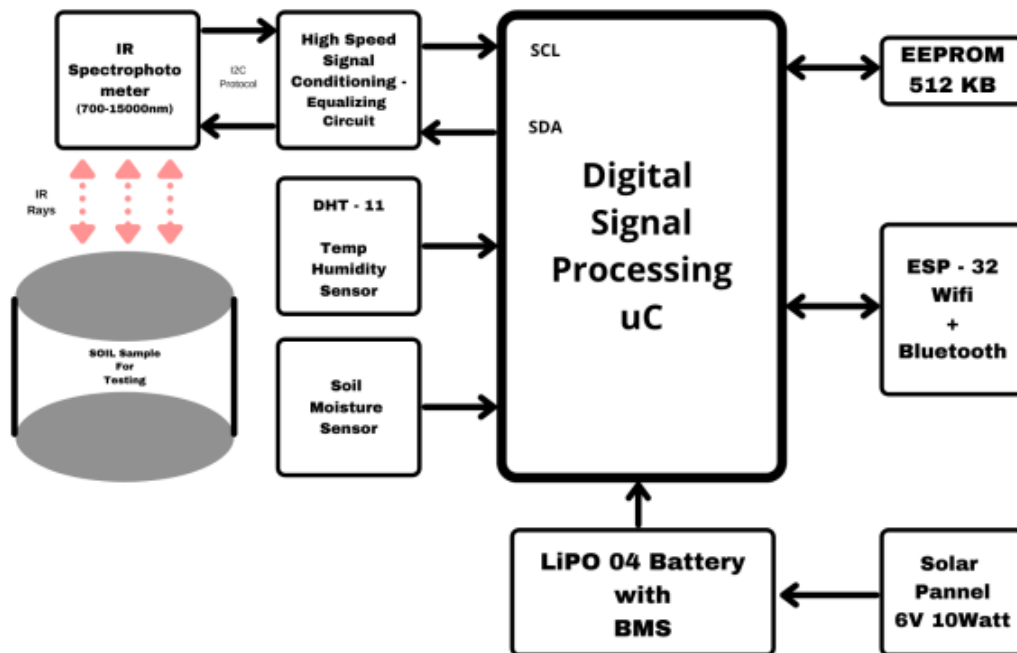 IR
Spectrophoto
meter
(700-15000nm)
I2C
Protocol
High Speed
Signal
Conditioning -
Equalizing
Circuit
SCL
SDA
Digital
Signal
Processing
uC
EEPROM
512 KB
IR
Rays
DHT - 11
Temp
Humidity
Sensor
ESP - 32
Wifi
+
Bluetooth
SOIL Sample
For
Testing
Soil
Moisture
Sensor
LiPO 04 Battery
with
BMS
Solar
Pannel
6V 10Watt